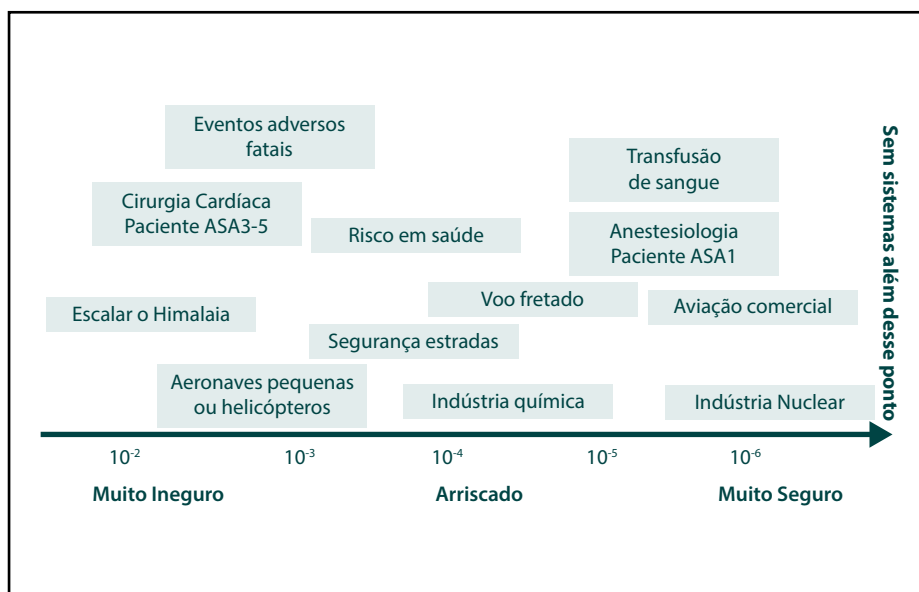 Eventos adversos
fatais
Transfusão
de sangue
Cirurgia Cardíaca
Paciente ASA3-5
Risco em saúde
Anestesiologia
Paciente ASA1
Escalar o Himalaia
Voo fretado
Aviação comercial
Segurança estradas
Aeronaves pequenas
ou helicópteros
Indústria química
Indústria Nuclear
Sem sistemas além desse ponto
10⁻² 10⁻³ 10⁻⁴ 10⁻⁵ 10⁻⁶
Muito Ineguro Arriscado Muito Seguro